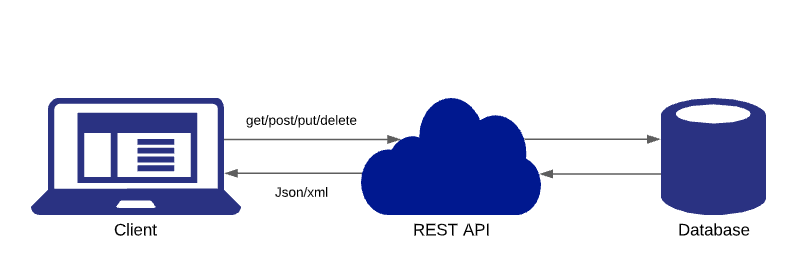 get/post/put/delete
Json/xml
Client
REST API
Database